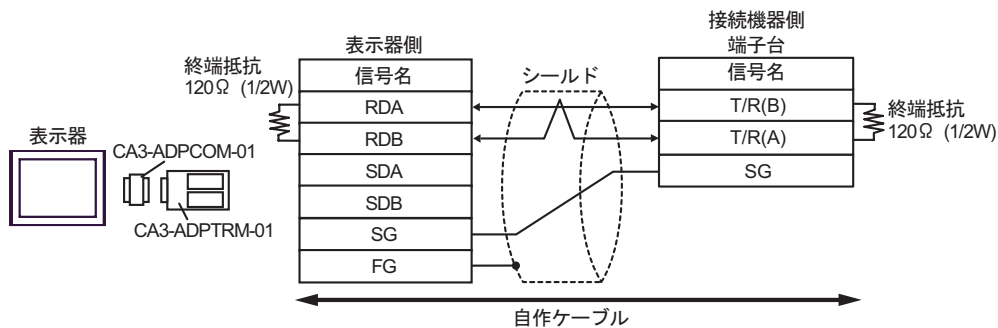 表示器
CA3-ADPCOM-01
CA3-ADPTRM-01
終端抵抗
120Ω (1/2W)
表示器側
信号名
RDA
RDB
SDA
SDB
SG
FG
シールド
接続機器側
端子台
信号名
T/R(B)
T/R(A)
SG
終端抵抗
120Ω (1/2W)
自作ケーブル